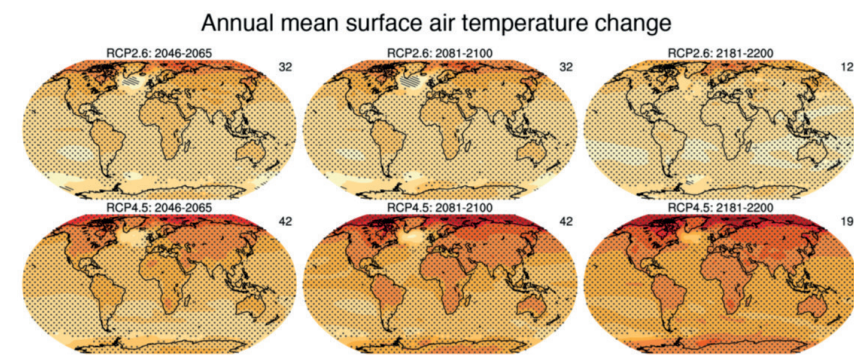 Annual mean surface air temperature change
RCP2.6: 2046-2065
RCP2.6: 2081-2100
RCP2.6: 2181-2200
32
32
12
RCP4.5: 2046-2065
RCP4.5: 2081-2100
RCP4.5: 2181-2200
42
42
19